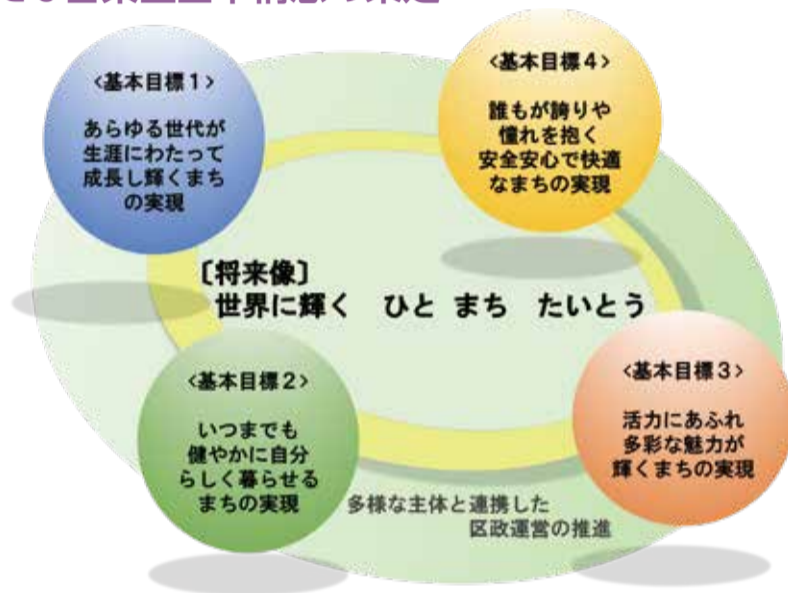 <基本目標1>
あらゆる世代が
生涯にわたって
成長し輝くまち
の実現
<基本目標4>
誰もが誇りや
憧れを抱く
安全安心で快適
なまちの実現
〔将来像〕
世界に輝く ひと まち たいとう
<基本目標2>
いつまでも
健やかに自分
らしく暮らせる
まちの実現
<基本目標3>
活力にあふれ
多彩な魅力が
輝くまちの実現
多様な主体と連携した
区政運営の推進